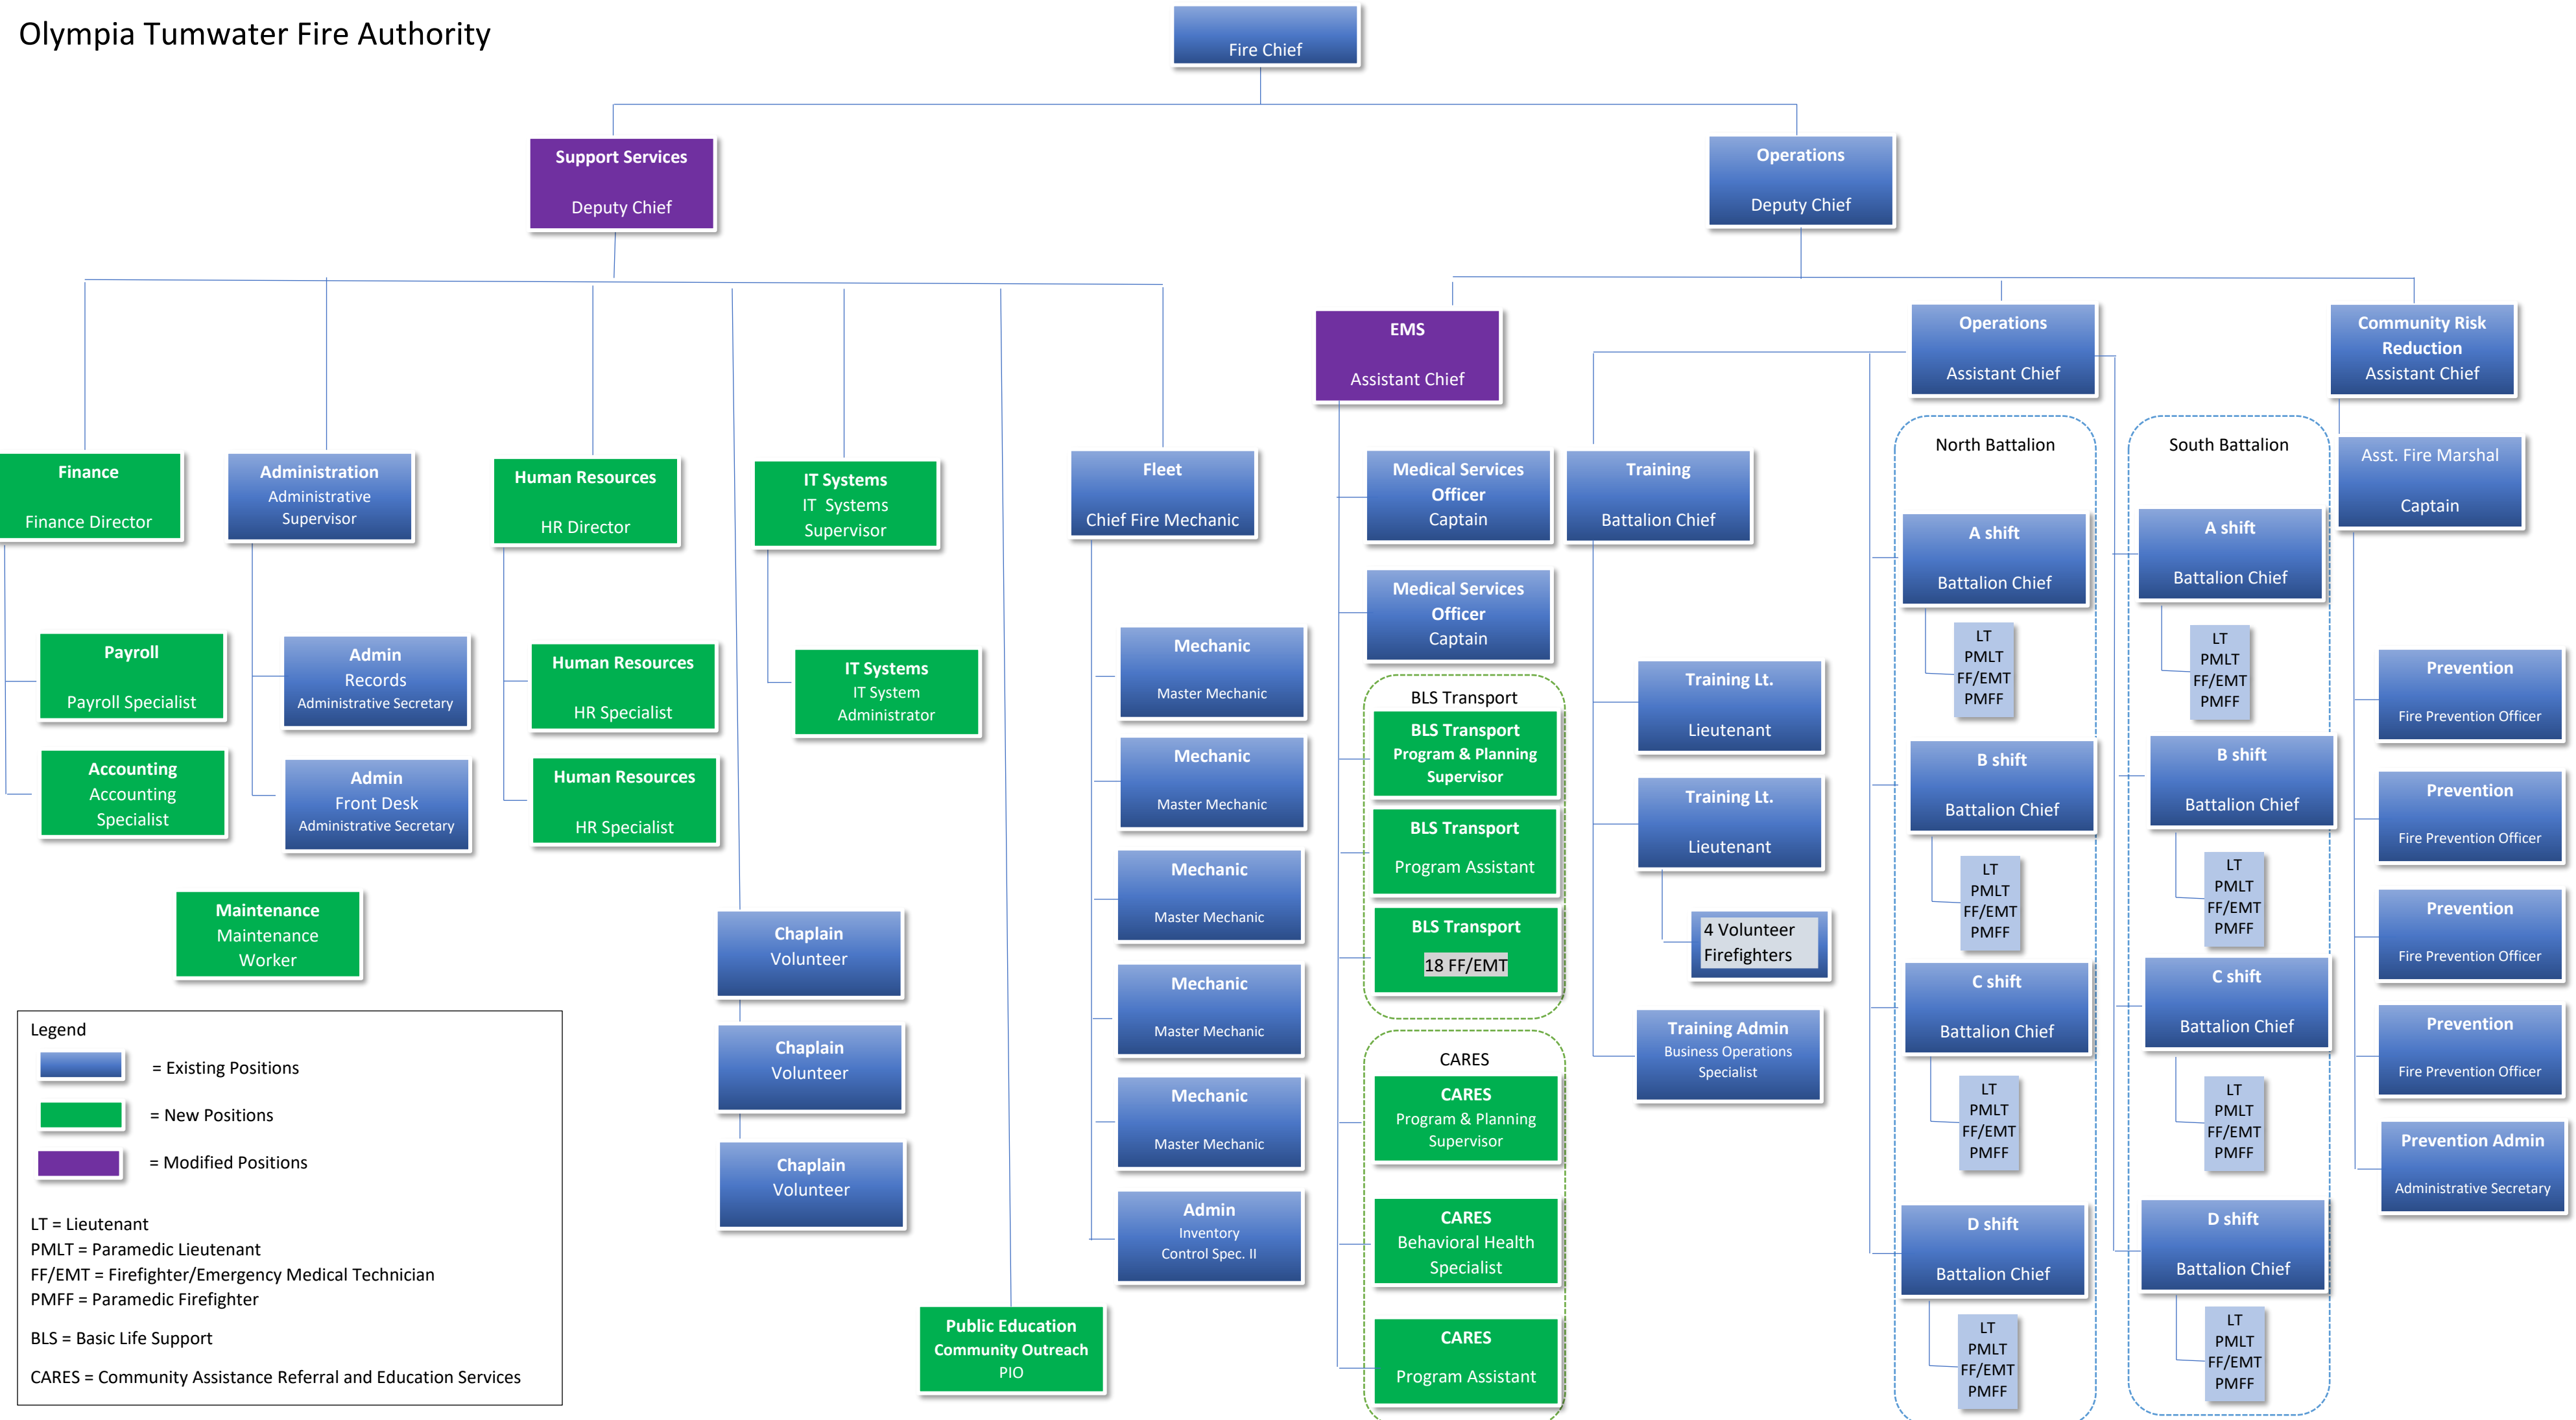 Olympia Tumwater Fire Authority
Fire Chief
Support Services
Deputy Chief
Operations
Deputy Chief
Finance
Finance Director
Payroll
Payroll Specialist
Accounting
Accounting
Specialist
Administration
Administrative
Supervisor
Admin
Records
Administrative Secretary
Admin
Front Desk
Administrative Secretary
Maintenance
Maintenance
Worker
Human Resources
HR Director
Human Resources
HR Specialist
Human Resources
HR Specialist
Chaplain
Volunteer
Chaplain
Volunteer
Chaplain
Volunteer
IT Systems
IT Systems
Supervisor
IT Systems
IT System
Administrator
Public Education
Community Outreach
PIO
Fleet
Chief Fire Mechanic
Mechanic
Master Mechanic
Mechanic
Master Mechanic
Mechanic
Master Mechanic
Mechanic
Master Mechanic
Mechanic
Master Mechanic
Admin
Inventory
Control Spec. II
EMS
Assistant Chief
Medical Services
Officer
Captain
Medical Services
Officer
Captain
BLS Transport
BLS Transport
Program & Planning
Supervisor
BLS Transport
Program Assistant
BLS Transport
18 FF/EMT
CARES
CARES
Program & Planning
Supervisor
CARES
Behavioral Health
Specialist
CARES
Program Assistant
Operations
Assistant Chief
Training
Battalion Chief
Training Lt.
Lieutenant
Training Lt.
Lieutenant
4 Volunteer
Firefighters
Training Admin
Business Operations
Specialist
North Battalion
A shift
Battalion Chief
LT
PMLT
FF/EMT
PMFF
B shift
Battalion Chief
LT
PMLT
FF/EMT
PMFF
C shift
Battalion Chief
LT
PMLT
FF/EMT
PMFF
D shift
Battalion Chief
LT
PMLT
FF/EMT
PMFF
South Battalion
A shift
Battalion Chief
LT
PMLT
FF/EMT
PMFF
B shift
Battalion Chief
LT
PMLT
FF/EMT
PMFF
C shift
Battalion Chief
LT
PMLT
FF/EMT
PMFF
D shift
Battalion Chief
LT
PMLT
FF/EMT
PMFF
Community Risk
Reduction
Assistant Chief
Asst. Fire Marshal
Captain
Prevention
Fire Prevention Officer
Prevention
Fire Prevention Officer
Prevention
Fire Prevention Officer
Prevention
Fire Prevention Officer
Prevention Admin
Administrative Secretary
Legend
= Existing Positions
= New Positions
= Modified Positions
LT = Lieutenant
PMLT = Paramedic Lieutenant
FF/EMT = Firefighter/Emergency Medical Technician
PMFF = Paramedic Firefighter
BLS = Basic Life Support
CARES = Community Assistance Referral and Education Services